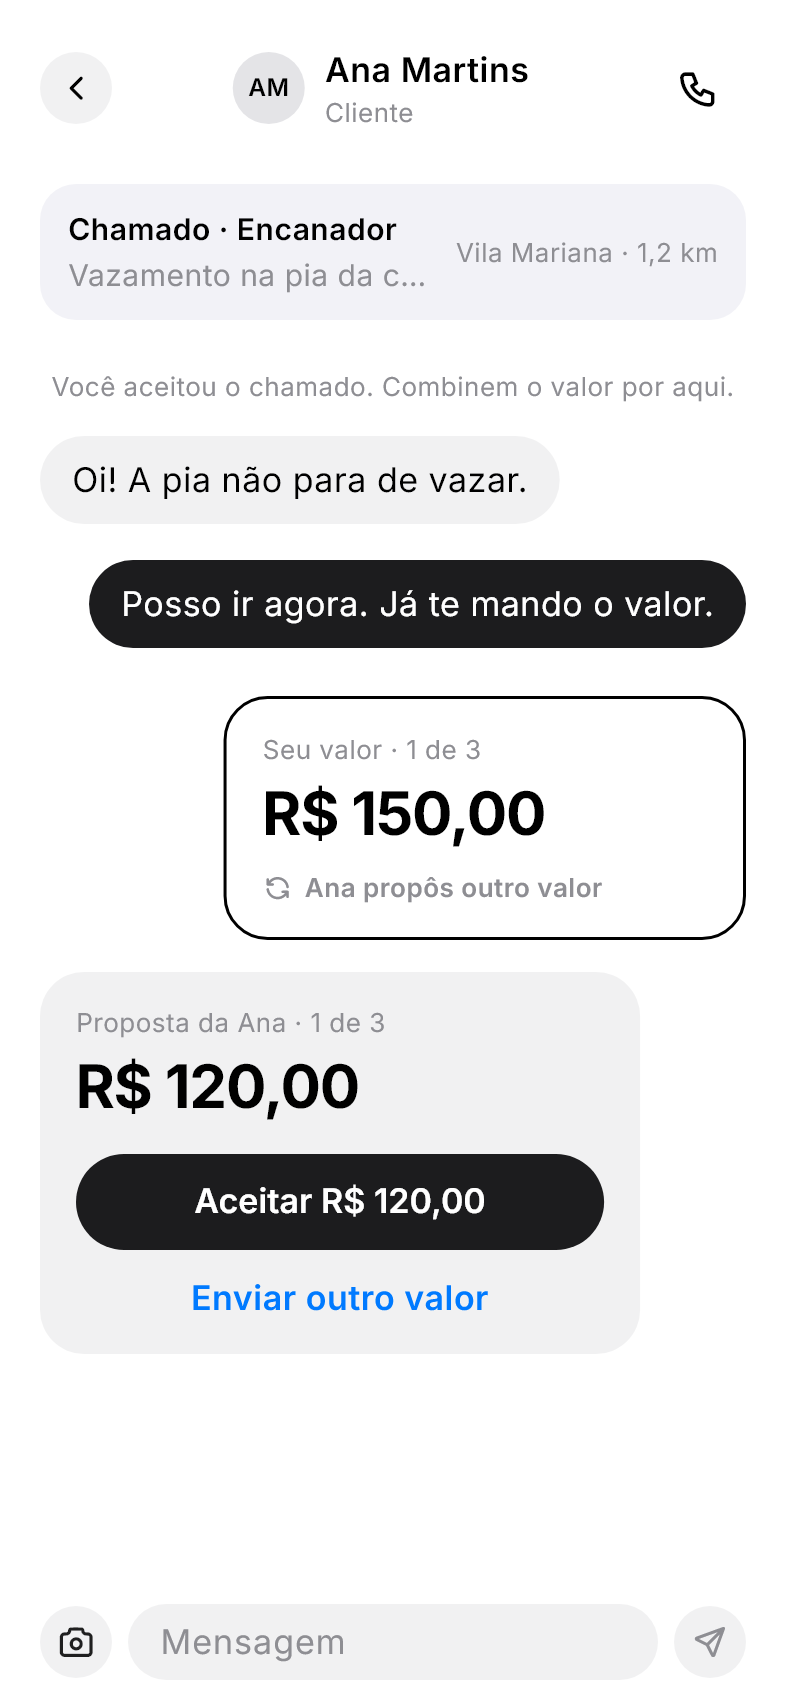 AM
Ana Martins
Cliente
Chamado · Encanador
Vazamento na pia da c...
Vila Mariana · 1,2 km
Você aceitou o chamado. Combinem o valor por aqui.
Oi! A pia não para de vazar.
Posso ir agora. Já te mando o valor.
Seu valor · 1 de 3
R$ 150,00
Ana propôs outro valor
Proposta da Ana · 1 de 3
R$ 120,00
Aceitar R$ 120,00
Enviar outro valor
Mensagem